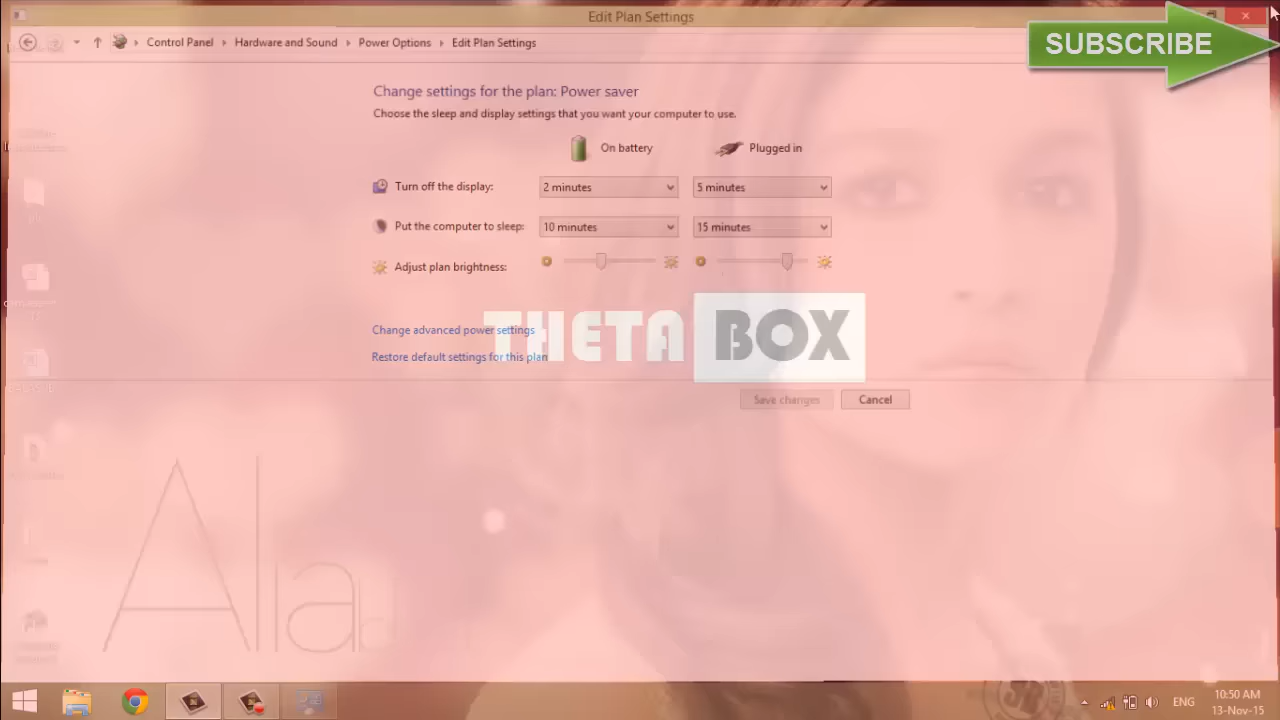 Edit Plan Settings
SUBSCRIBE
Control Panel Hardware and Sound Power Options Edit Plan Settings
Change settings for the plan: Power saver
Choose the sleep and display settings that you want your computer to use.
On battery Plugged in
Turn off the display: 2 minutes 5 minutes
Put the computer to sleep: 10 minutes 15 minutes
Adjust plan brightness:
THETA BOX
Change advanced power settings
Restore default settings for this plan
Save changes Cancel
Ala
ENG
10:50 AM
13-Nov-15